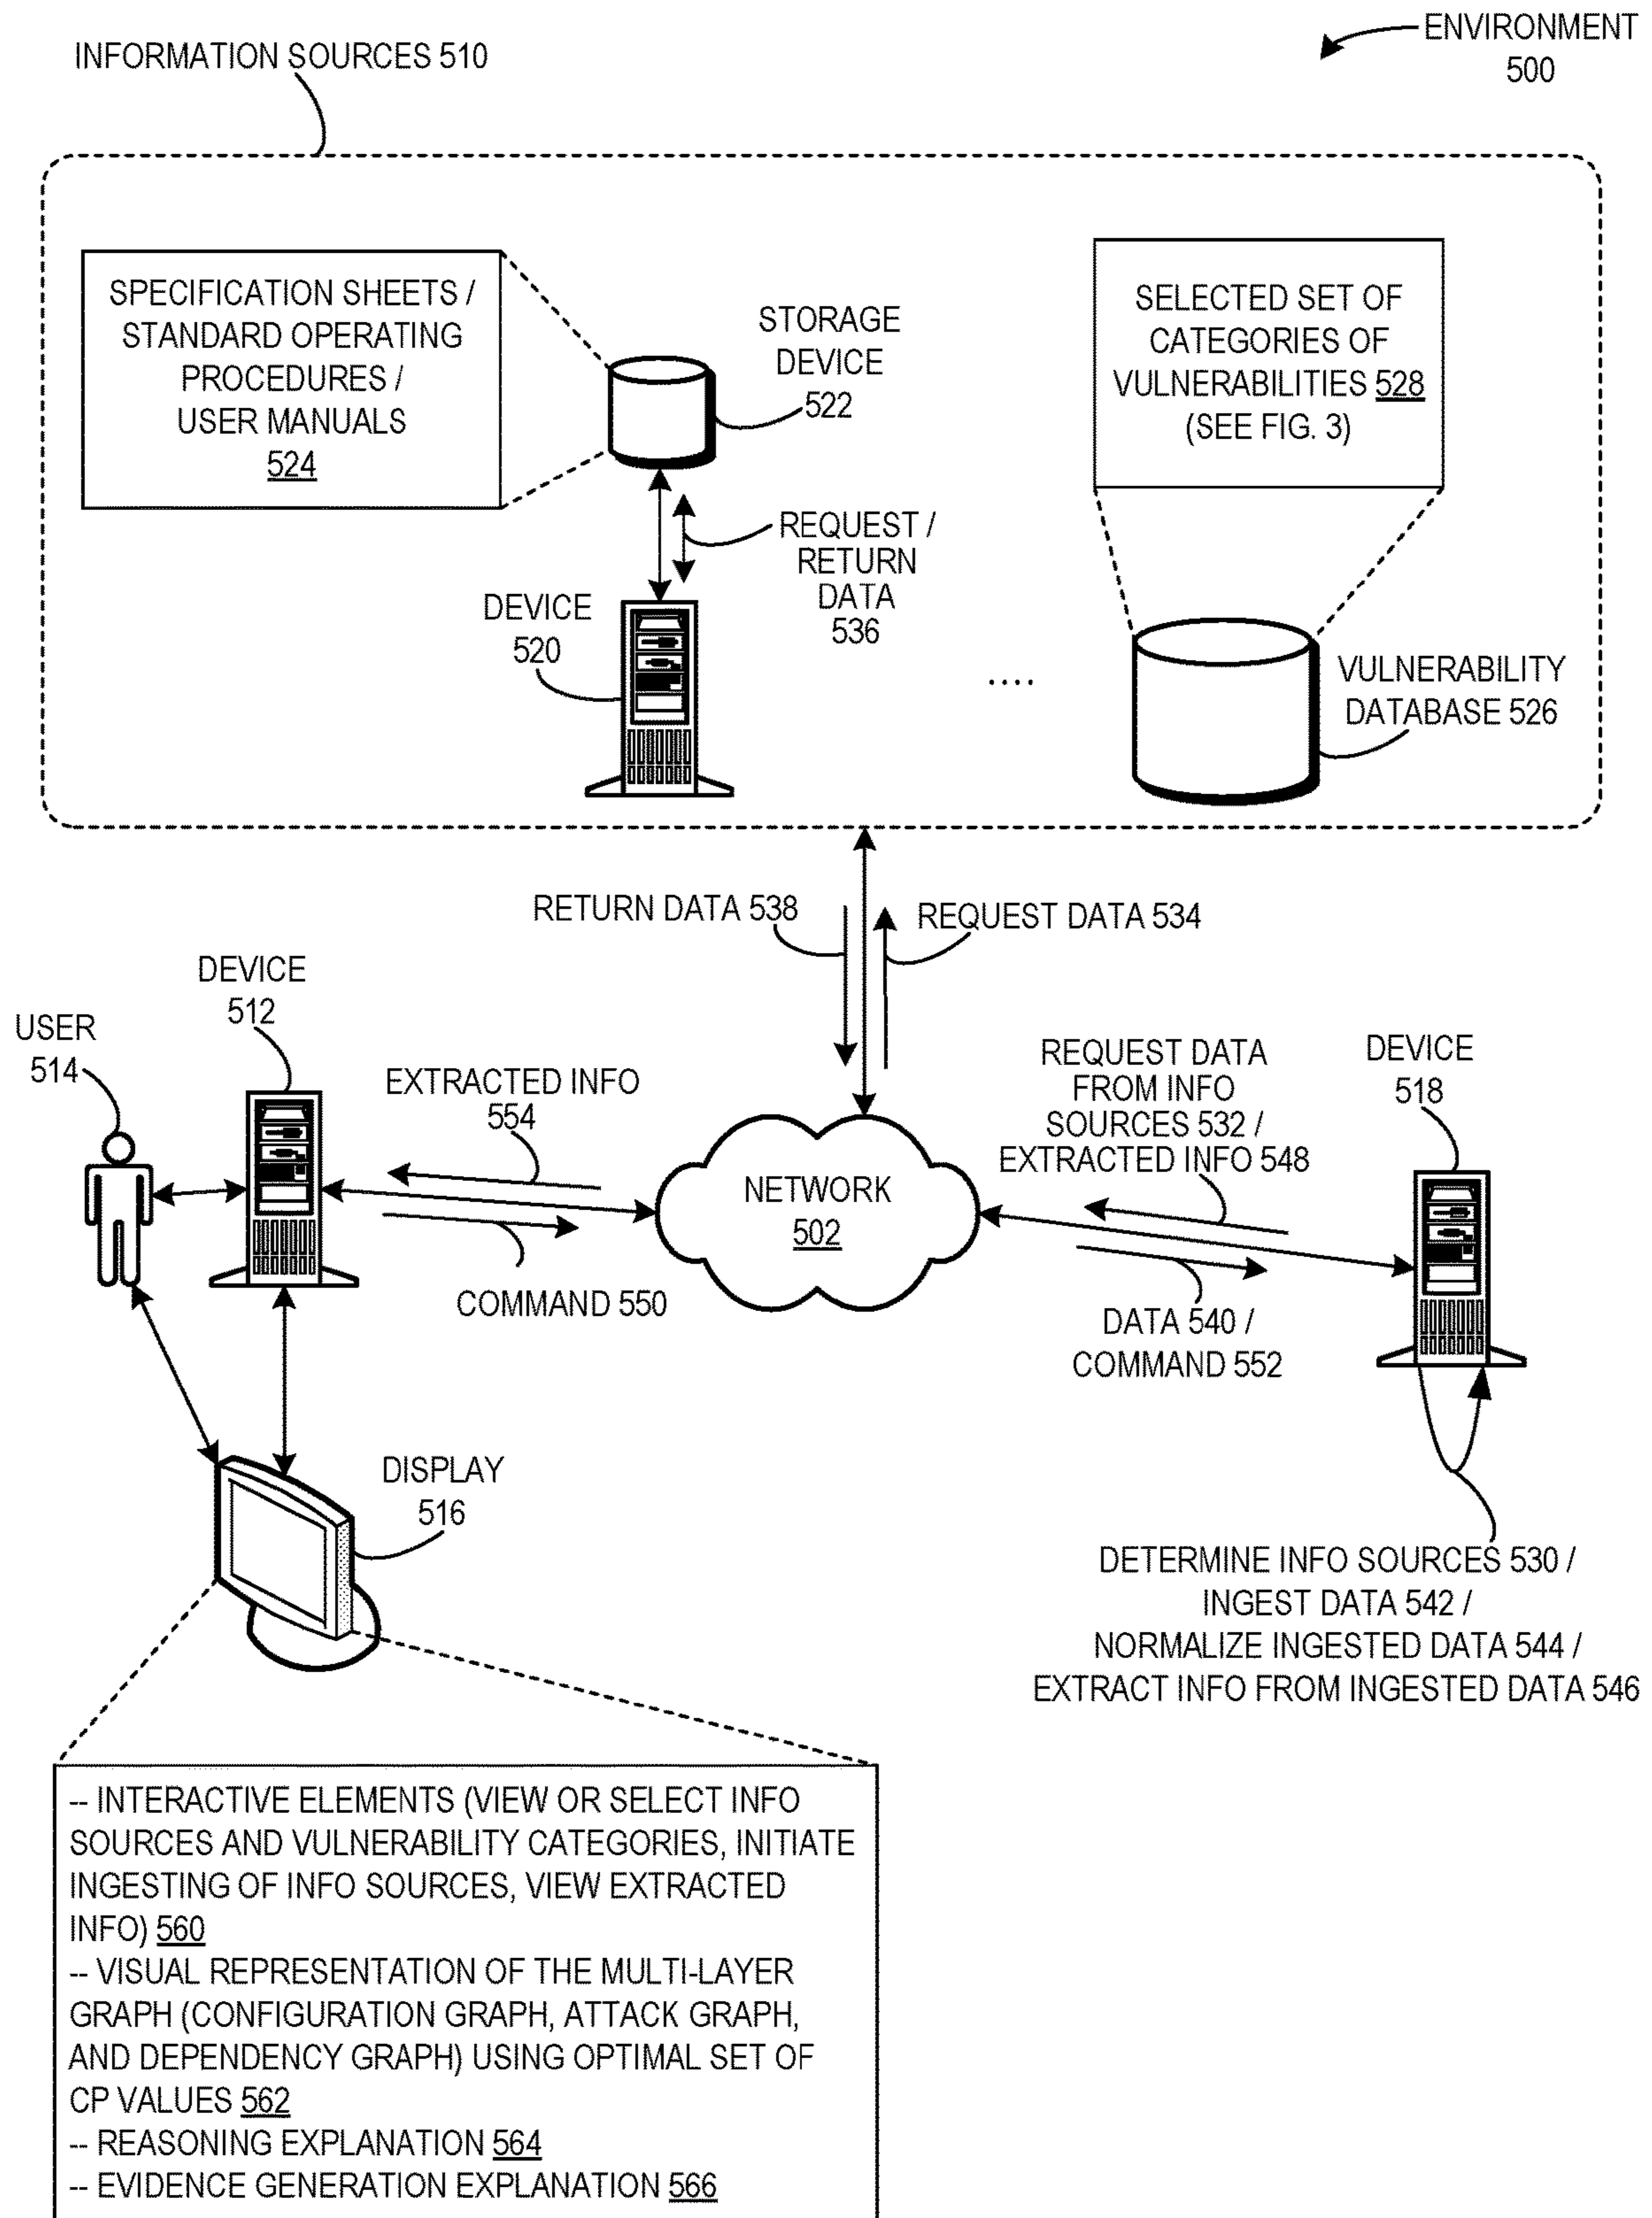 ENVIRONMENT
500
INFORMATION SOURCES 510
SPECIFICATION SHEETS /
STANDARD OPERATING
PROCEDURES /
USER MANUALS
524
STORAGE
DEVICE
522
SELECTED SET OF
CATEGORIES OF
VULNERABILITIES 528
(SEE FIG. 3)
REQUEST /
RETURN
DATA
536
DEVICE
520
....
VULNERABILITY
DATABASE 526
RETURN DATA 538
REQUEST DATA 534
DEVICE
512
USER
514
EXTRACTED INFO
554
REQUEST DATA
FROM INFO
SOURCES 532 /
EXTRACTED INFO 548
DEVICE
518
NETWORK
502
COMMAND 550
DATA 540 /
COMMAND 552
DISPLAY
516
DETERMINE INFO SOURCES 530 /
INGEST DATA 542 /
NORMALIZE INGESTED DATA 544 /
EXTRACT INFO FROM INGESTED DATA 546
-- INTERACTIVE ELEMENTS (VIEW OR SELECT INFO
SOURCES AND VULNERABILITY CATEGORIES, INITIATE
INGESTING OF INFO SOURCES, VIEW EXTRACTED
INFO) 560
-- VISUAL REPRESENTATION OF THE MULTI-LAYER
GRAPH (CONFIGURATION GRAPH, ATTACK GRAPH,
AND DEPENDENCY GRAPH) USING OPTIMAL SET OF
CP VALUES 562
-- REASONING EXPLANATION 564
-- EVIDENCE GENERATION EXPLANATION 566